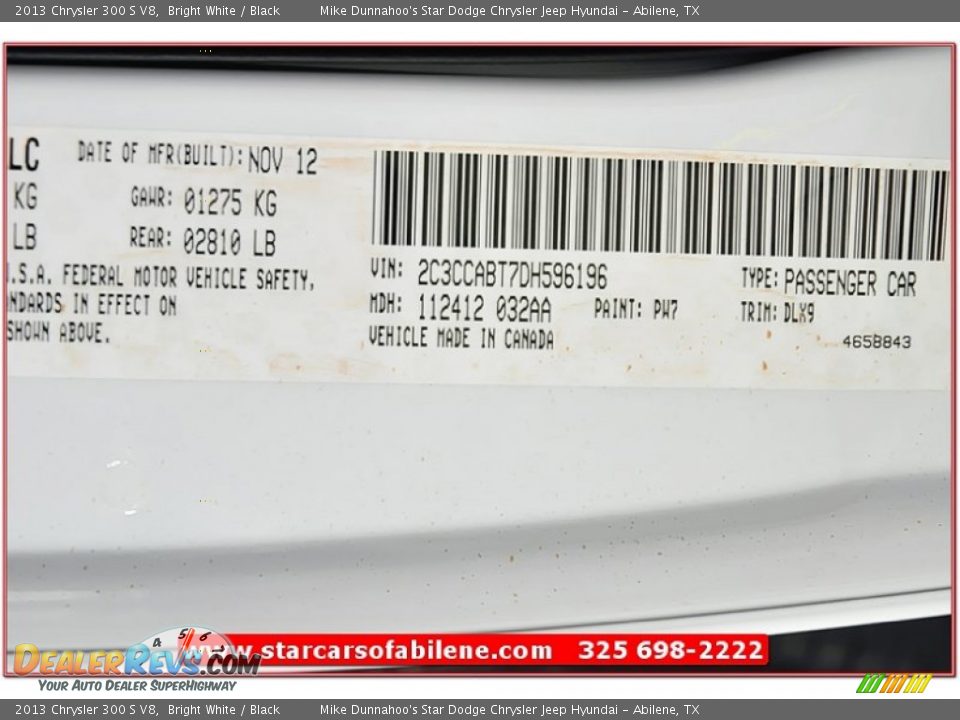 2013 Chrysler 300 S V8, Bright White / Black Mike Dunnahoo's Star Dodge Chrysler Jeep Hyundai - Abilene, TX
LC DATE OF MFR(BUILT): NOV 12
KG GAWR: 01275 KG
LB REAR: 02810 LB
.S.A. FEDERAL MOTOR VEHICLE SAFETY,
NDARDS IN EFFECT ON
SHOWN ABOVE.
VIN: 2C3CCABT7DH596196 TYPE: PASSENGER CAR
MDH: 112412 032AA PAINT: PW7 TRIM: DLX9
VEHICLE MADE IN CANADA 4658843
www.starcarsofabilene.com 325 698-2222
4 5 6
DEALERREVS.COM
YOUR AUTO DEALER SUPERHIGHWAY
2013 Chrysler 300 S V8, Bright White / Black Mike Dunnahoo's Star Dodge Chrysler Jeep Hyundai - Abilene, TX